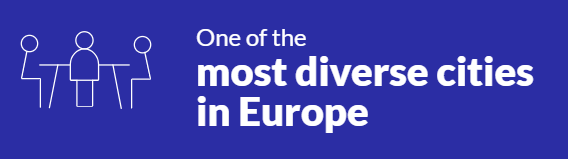 One of the
most diverse cities
in Europe